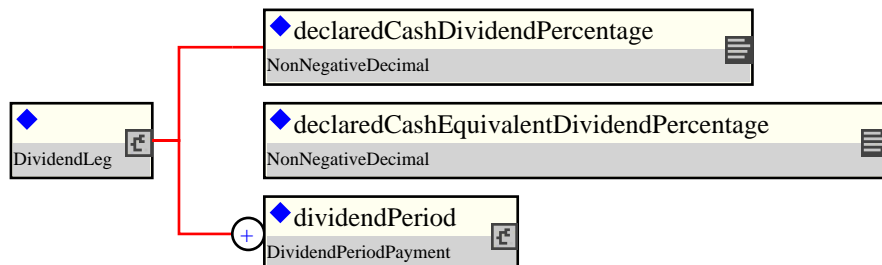 declaredCashDividendPercentage
NonNegativeDecimal
declaredCashEquivalentDividendPercentage
NonNegativeDecimal
DividendLeg
+
dividendPeriod
DividendPeriodPayment